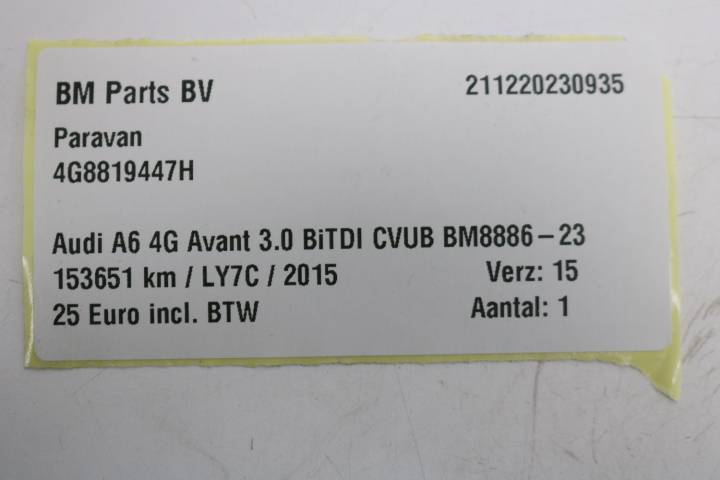 BM Parts BV 211220230935
Paravan
4G8819447H
Audi A6 4G Avant 3.0 BiTDI CVUB BM8886-23
153651 km / LY7C / 2015 Verz: 15
25 Euro incl. BTW Aantal: 1